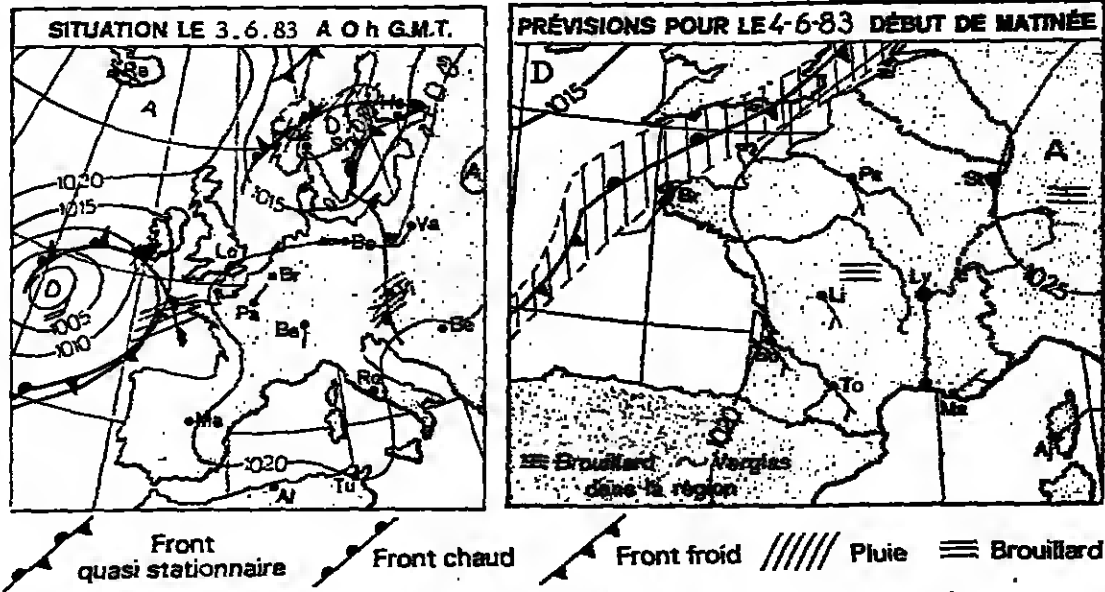 SITUATION LE 3.6.83 A O h G.M.T.
A
D
1020
1015
1015
D
1005
1010
Lo
Br
Pa
Be
Va
Be
Be
Ro
Ma
1020
Al
Tu
A
PRÉVISIONS POUR LE 4-6-83 DÉBUT DE MATINÉE
D
1015
Br
Pa
St
A
Li
Ly
1025
Bo
To
Ma
Aj
1020
Brouillard
Verglas
dans la région
Front
quasi stationnaire
Front chaud
Front froid
Pluie
Brouillard